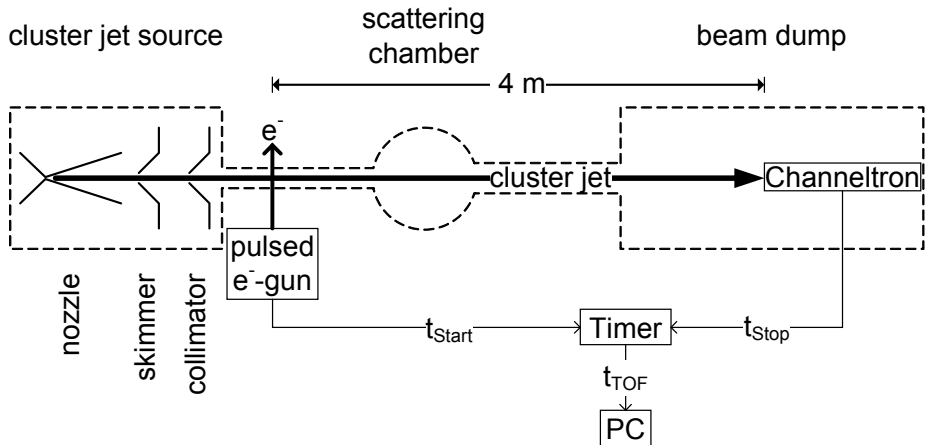 cluster jet source
scattering
chamber
beam dump
4 m
e⁻
cluster jet
Channeltron
pulsed
e⁻-gun
nozzle
skimmer
collimator
tStart
Timer
tStop
tTOF
PC